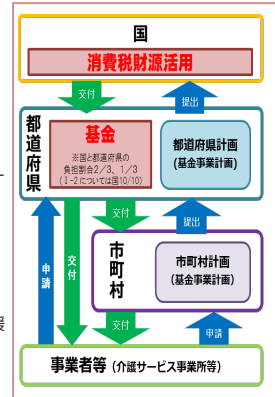 国
消費税財源活用
交付
提出
都道府県
基金
※国と都道府県の
負担割合2/3、1/3
(Ⅰ-2については国10/10)
都道府県計画
(基金事業計画)
申請
交付
交付
提出
市町村
市町村計画
(基金事業計画)
交付
申請
事業者等 (介護サービス事業所等)